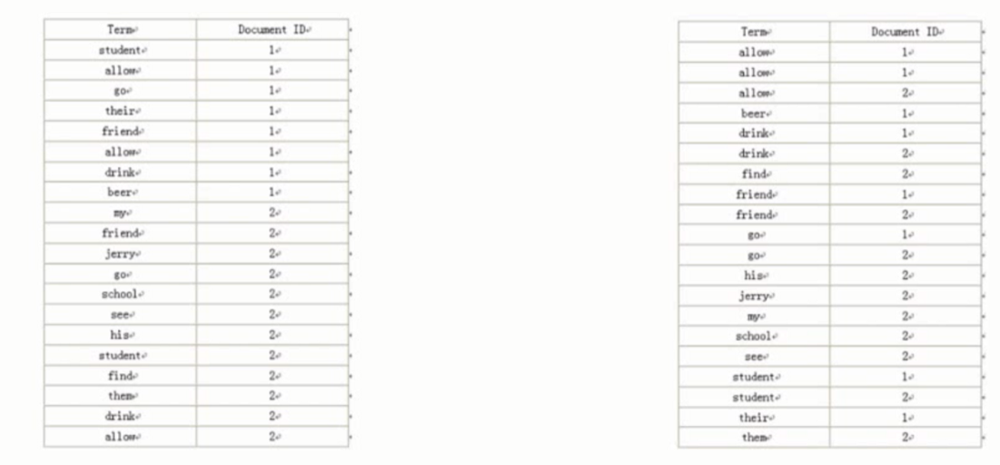 Term Document ID
student 1
allow 1
go 1
their 1
friend 1
allow 1
drink 1
beer 1
my 2
friend 2
jerry 2
go 2
school 2
see 2
his 2
student 2
find 2
them 2
drink 2
allow 2
Term Document ID
allow 1
allow 1
allow 2
beer 1
drink 1
drink 2
find 2
friend 1
friend 2
go 1
go 2
his 2
jerry 2
my 2
school 2
see 2
student 1
student 2
their 1
them 2